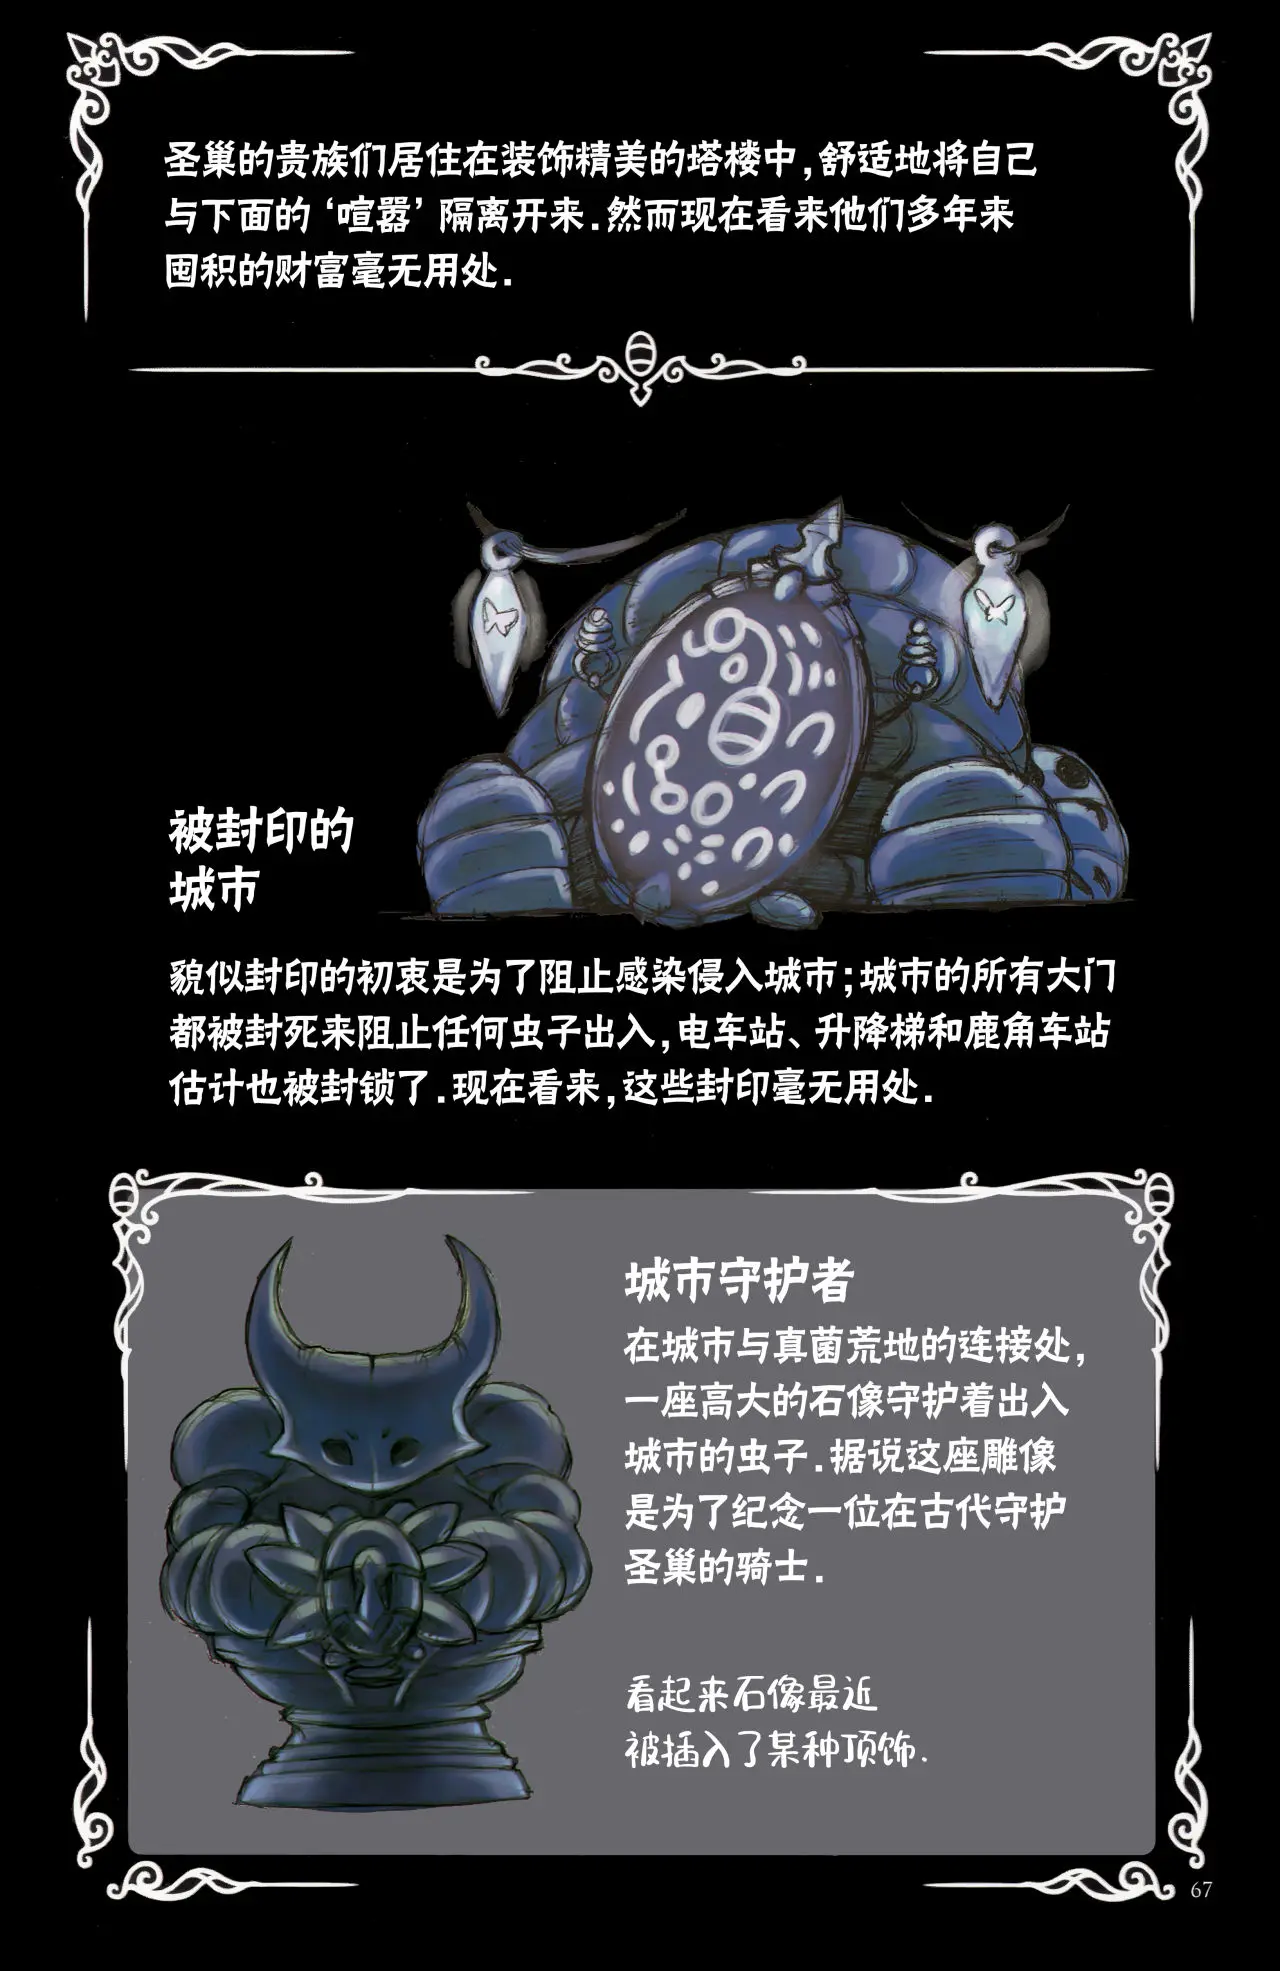 圣巢的贵族们居住在装饰精美的塔楼中,舒适地将自己
与下面的‘喧嚣’隔离开来.然而现在看来他们多年来
囤积的财富毫无用处.
被封印的
城市
貌似封印的初衷是为了阻止感染侵入城市;城市的所有大门
都被封死来阻止任何虫子出入,电车站、升降梯和鹿角车站
估计也被封锁了.现在看来,这些封印毫无用处.
城市守护者
在城市与真菌荒地的连接处,
一座高大的石像守护着出入
城市的虫子.据说这座雕像
是为了纪念一位在古代守护
圣巢的骑士.
看起来石像最近
被插入了某种顶饰.
67